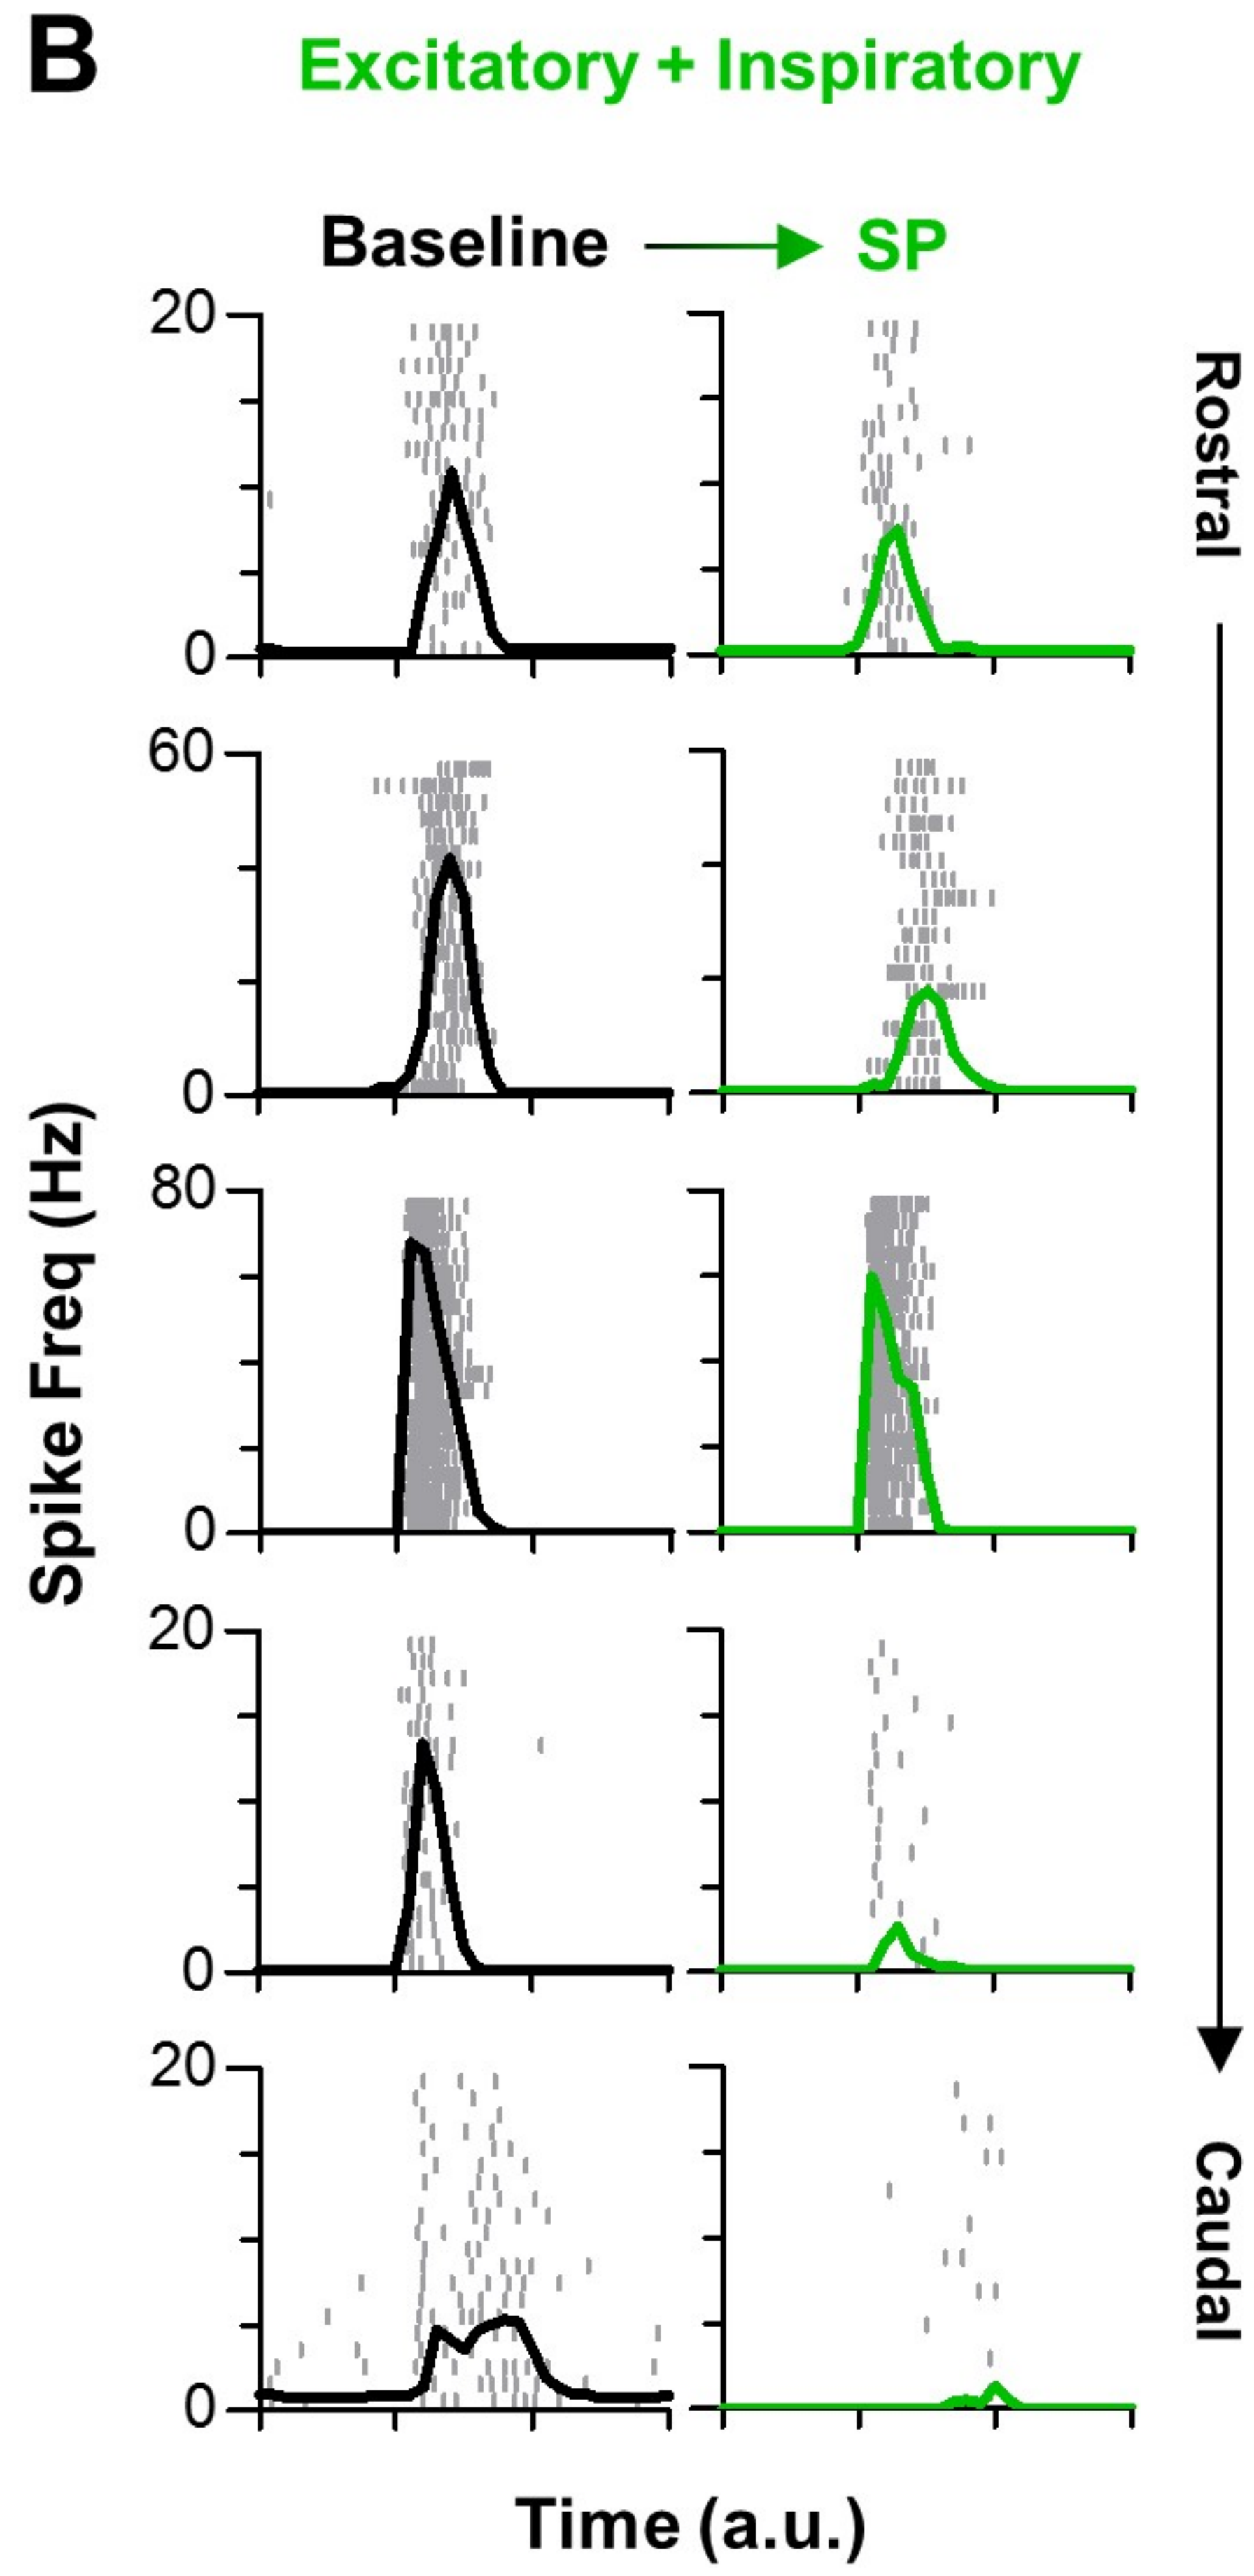 B
Excitatory + Inspiratory
Baseline
SP
20
0
60
0
80
0
20
0
20
0
Spike Freq (Hz)
Rostral
Caudal
Time (a.u.)